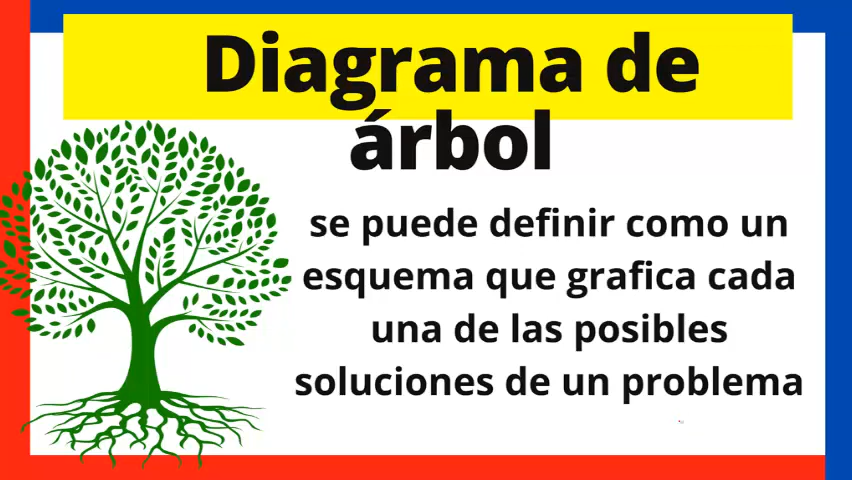 Diagrama de
árbol
se puede definir como un
esquema que grafica cada
una de las posibles
soluciones de un problema